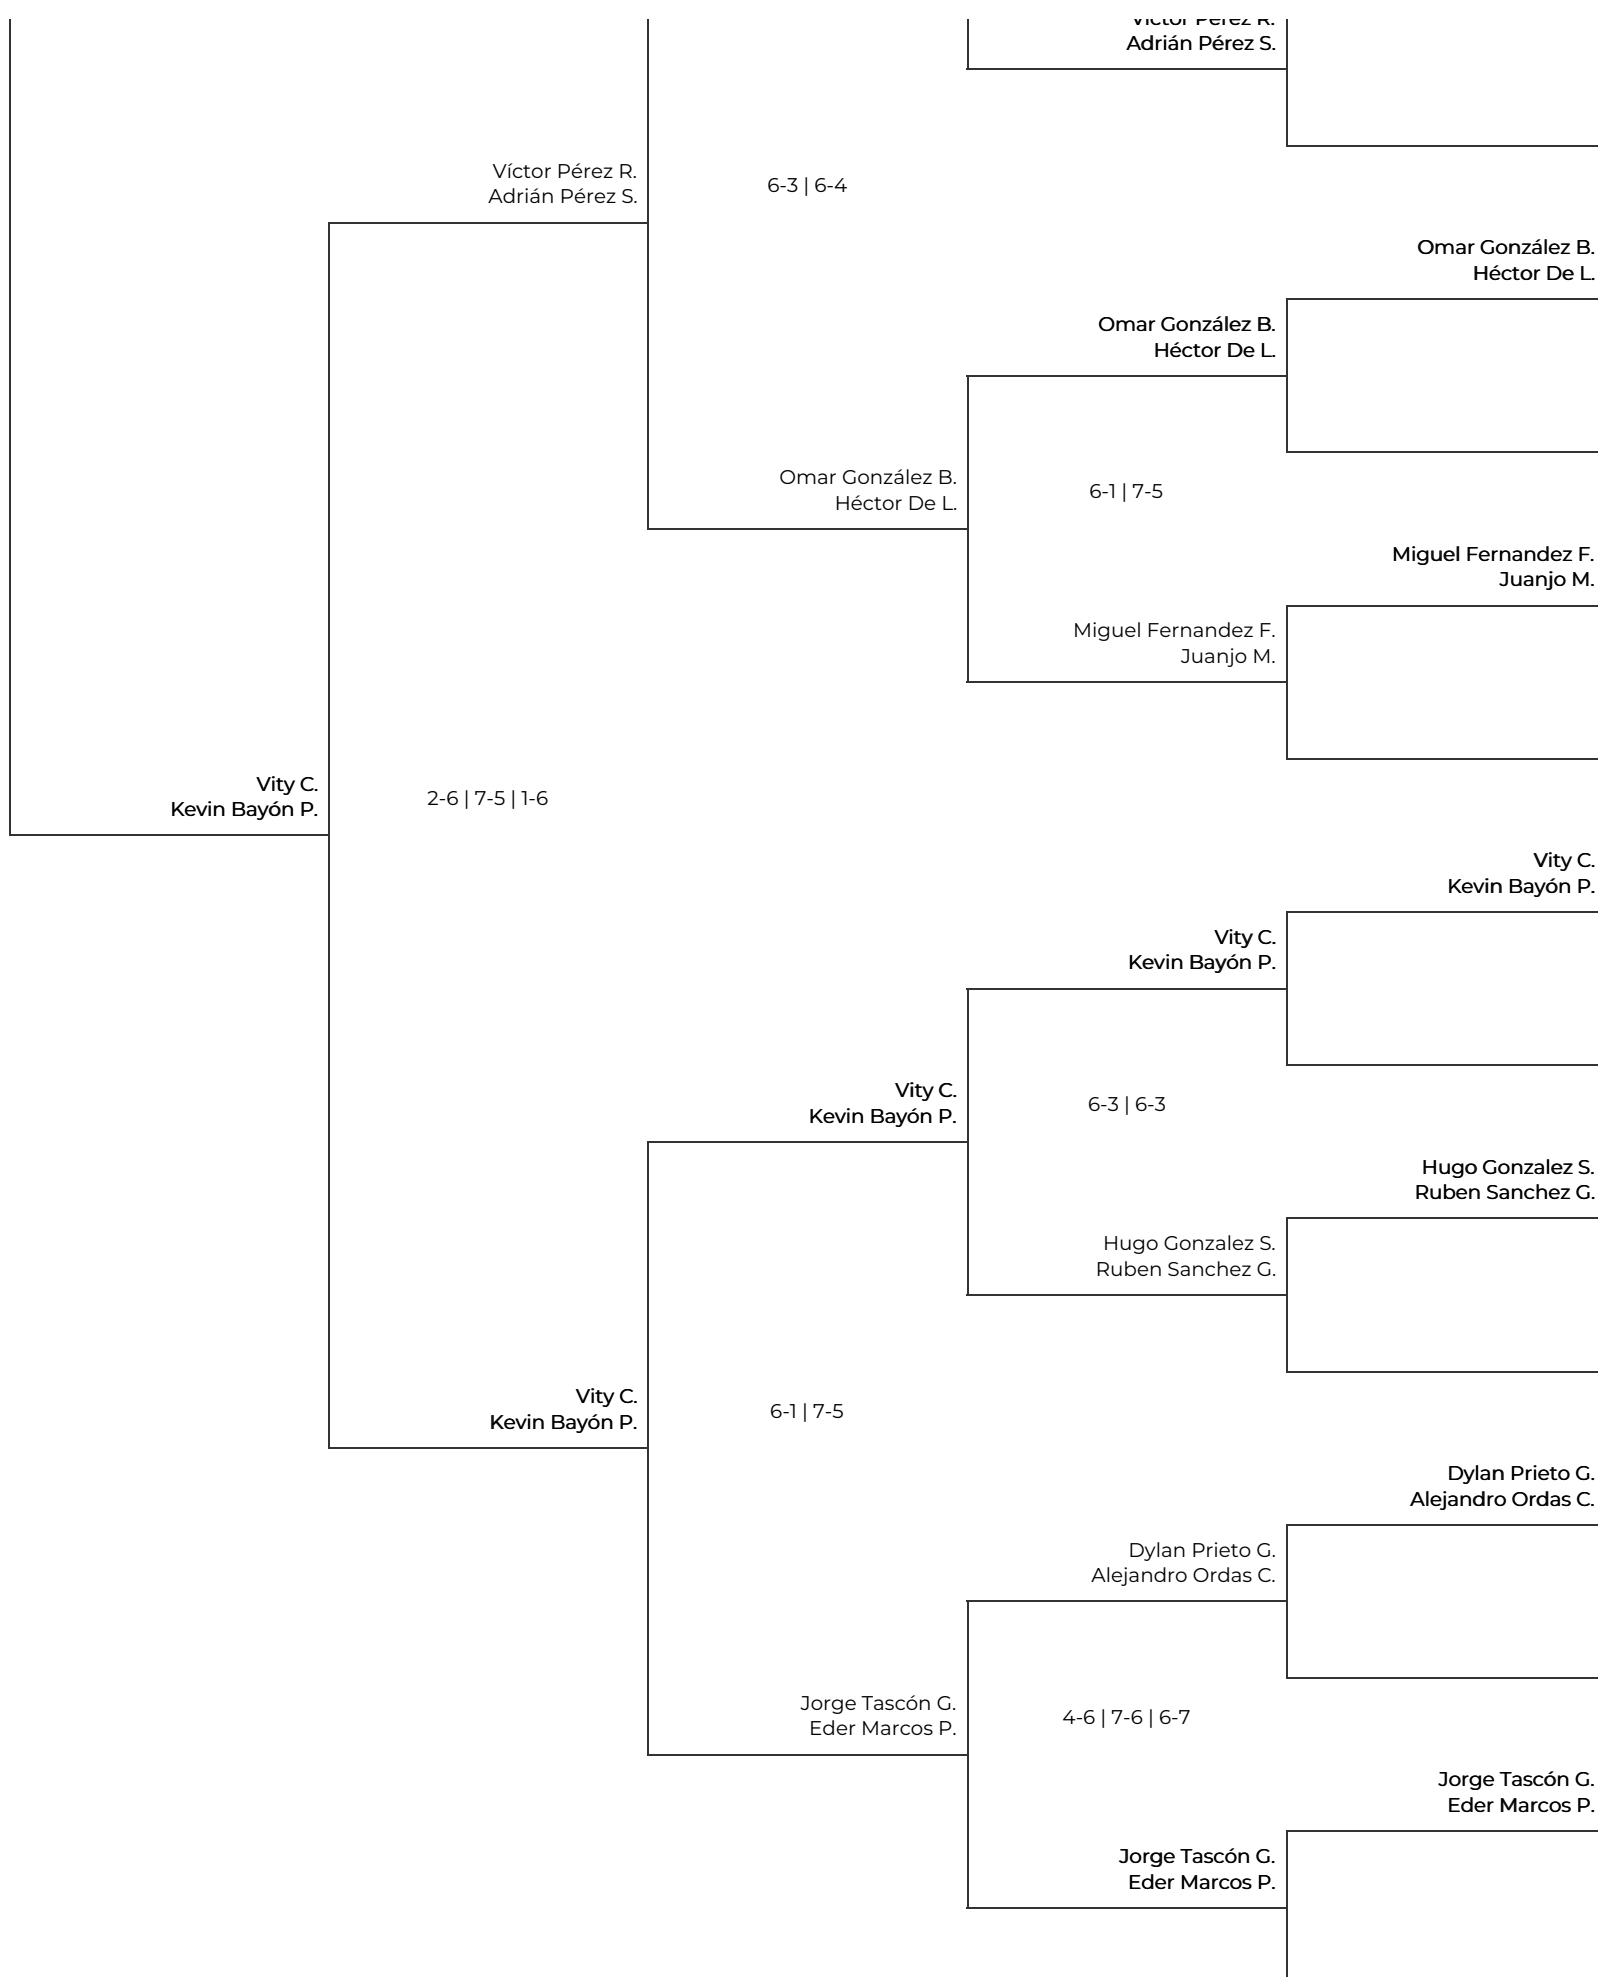 Víctor Pérez R.
Adrián Pérez S.
Víctor Pérez R.
Adrián Pérez S.
6-3 | 6-4
Omar González B.
Héctor De L.
Omar González B.
Héctor De L.
Omar González B.
Héctor De L.
6-1 | 7-5
Miguel Fernandez F.
Juanjo M.
Miguel Fernandez F.
Juanjo M.
Vity C.
Kevin Bayón P.
2-6 | 7-5 | 1-6
Vity C.
Kevin Bayón P.
Vity C.
Kevin Bayón P.
Vity C.
Kevin Bayón P.
6-3 | 6-3
Hugo Gonzalez S.
Ruben Sanchez G.
Hugo Gonzalez S.
Ruben Sanchez G.
Vity C.
Kevin Bayón P.
6-1 | 7-5
Dylan Prieto G.
Alejandro Ordas C.
Dylan Prieto G.
Alejandro Ordas C.
Jorge Tascón G.
Eder Marcos P.
4-6 | 7-6 | 6-7
Jorge Tascón G.
Eder Marcos P.
Jorge Tascón G.
Eder Marcos P.